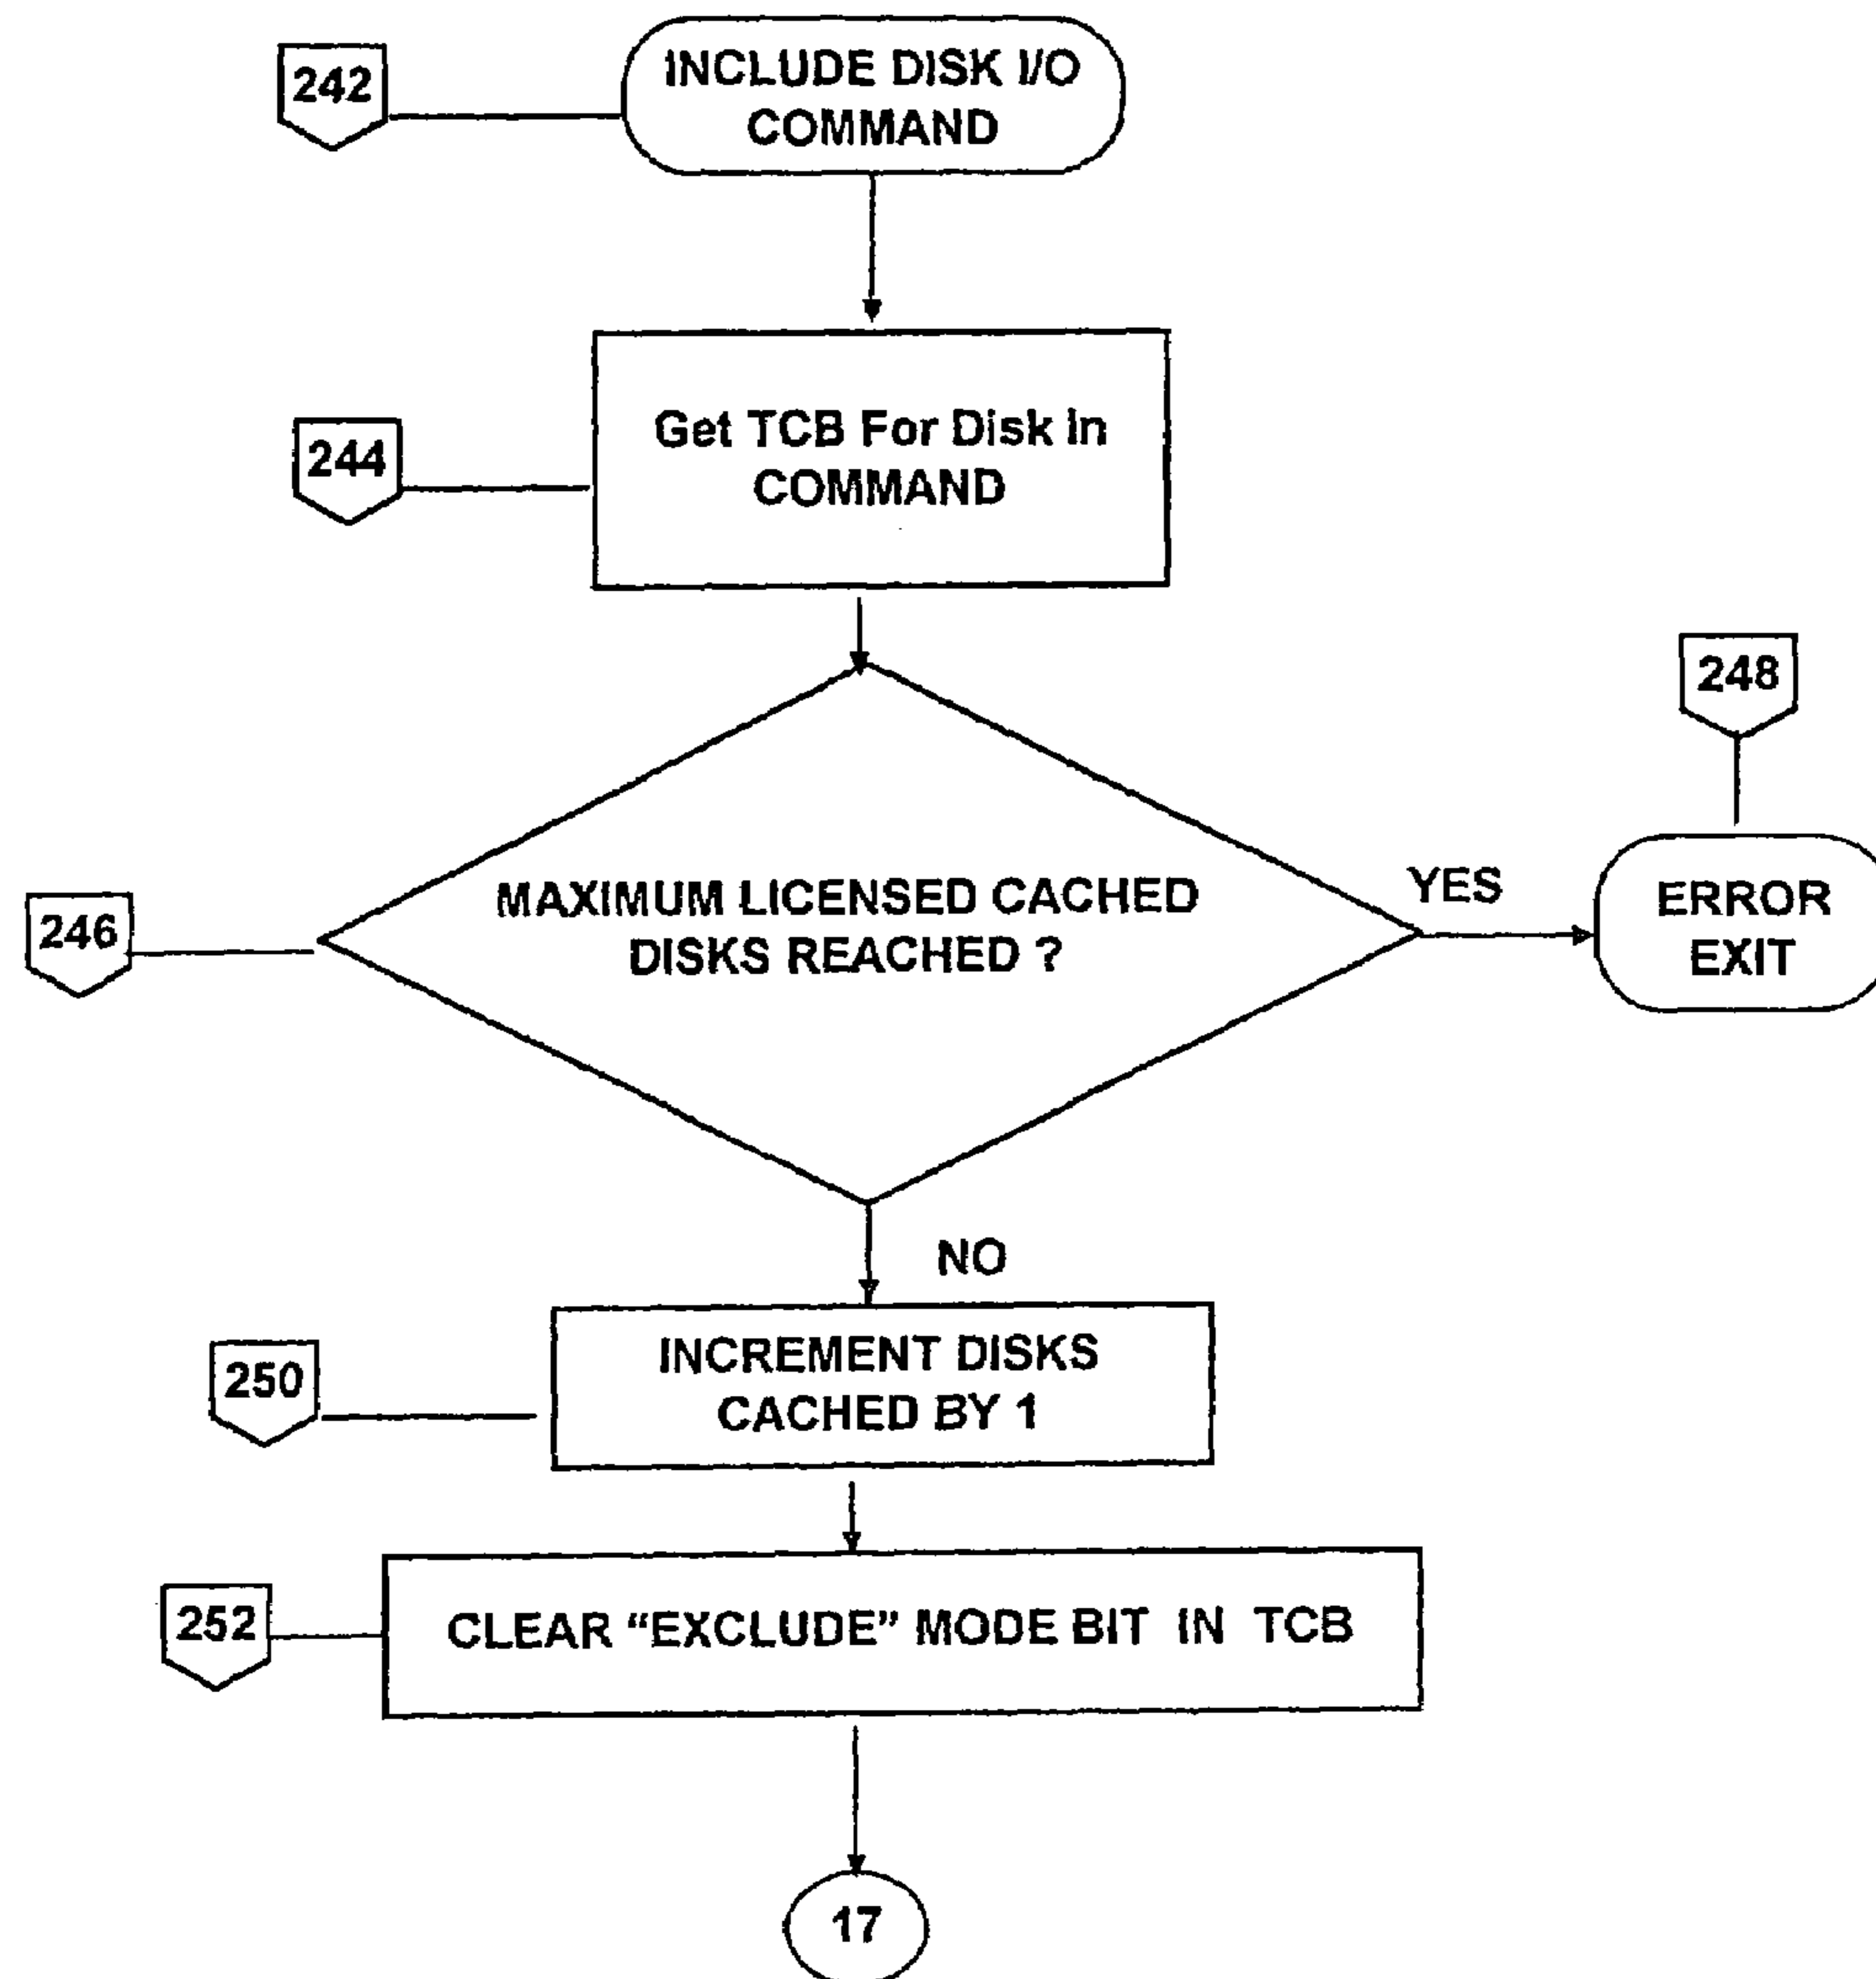 242
INCLUDE DISK I/O
COMMAND
244
Get TCB For Disk in
COMMAND
248
246
MAXIMUM LICENSED CACHED
DISKS REACHED ?
YES
ERROR
EXIT
NO
250
INCREMENT DISKS
CACHED BY 1
252
CLEAR “EXCLUDE” MODE BIT IN TCB
17